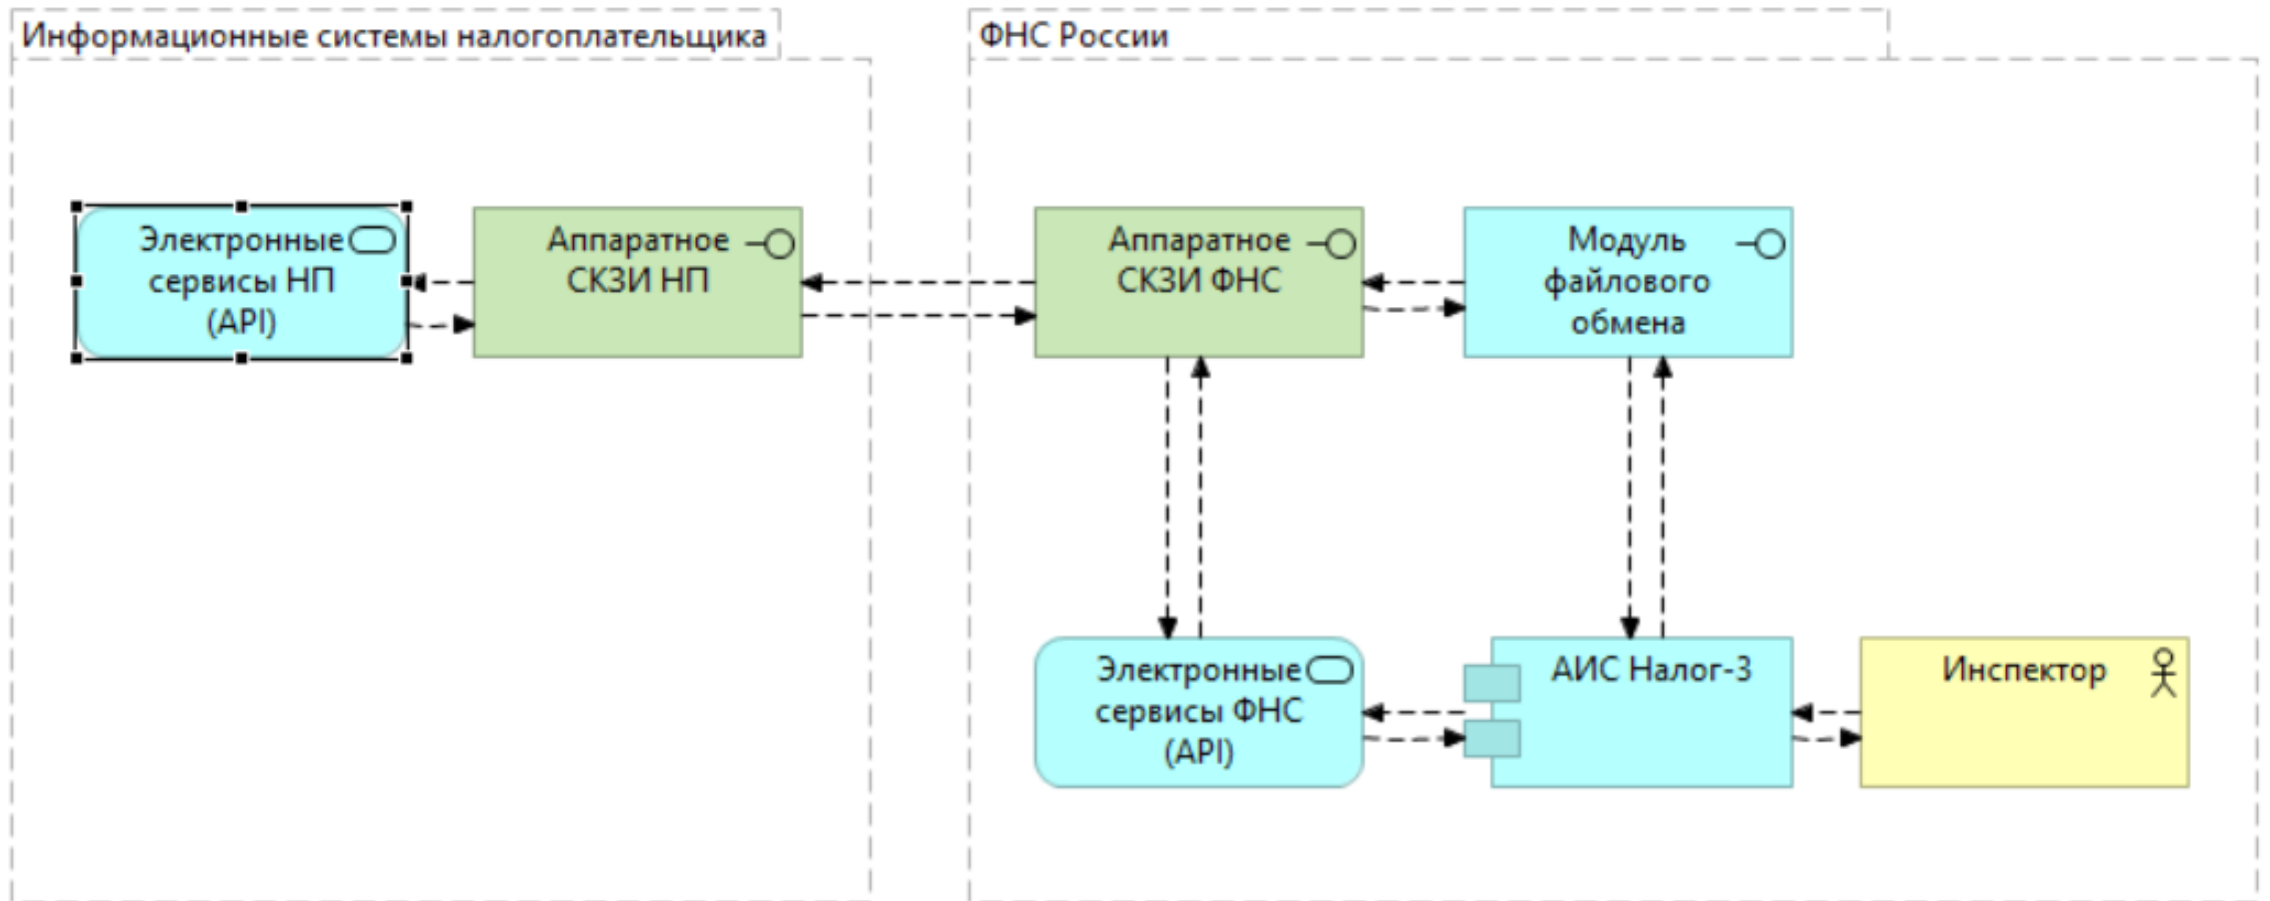 Информационные системы налогоплательщика
ФНС России
Электронные
сервисы НП
(API)
Аппаратное
СКЗИ НП
Аппаратное
СКЗИ ФНС
Модуль
файлового
обмена
Электронные
сервисы ФНС
(API)
АИС Налог-3
Инспектор